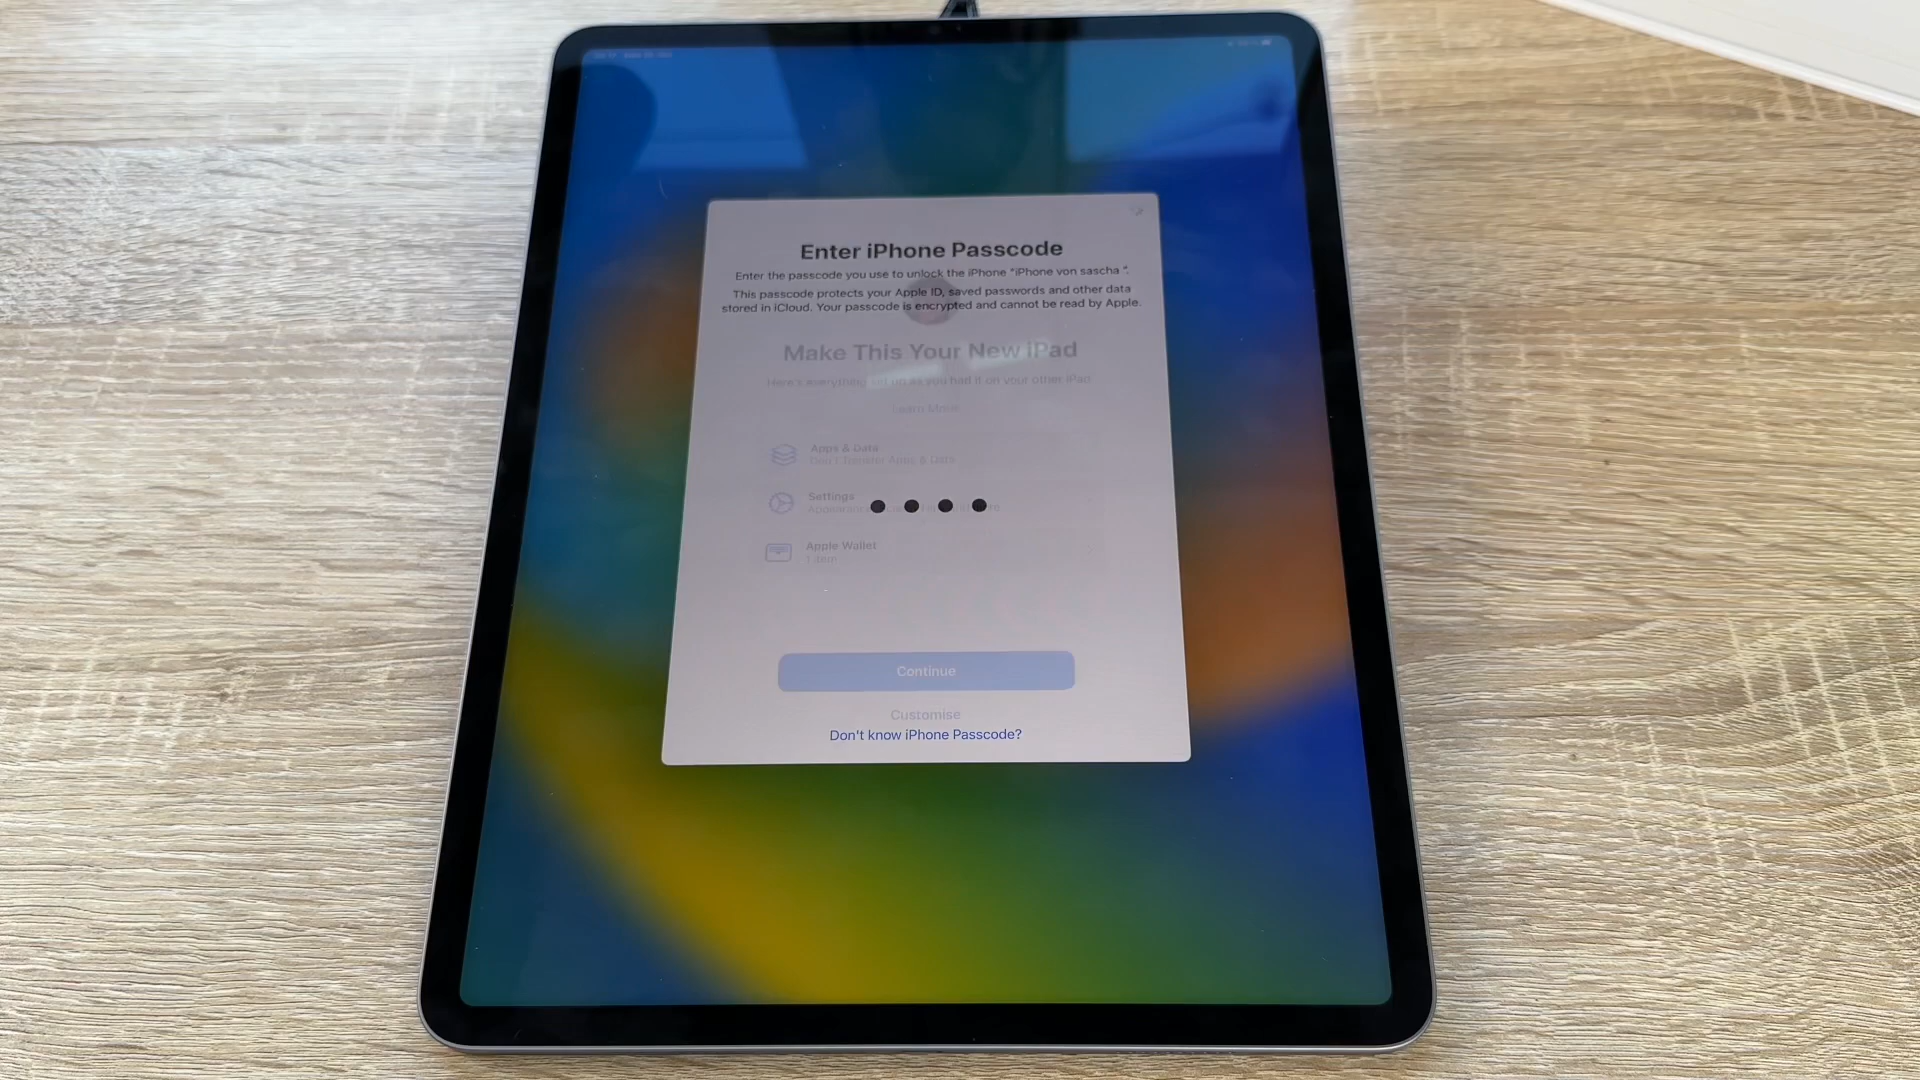 Enter iPhone Passcode
Enter the passcode you use to unlock the iPhone "iPhone von sascha ".
This passcode protects your Apple ID, saved passwords and other data
stored in iCloud. Your passcode is encrypted and cannot be read by Apple.
Make This Your New iPad
Here's everything set up as you had it on your other iPad.
Learn More
Apps & Data
Don't Transfer Apps & Data
Settings
Apple Wallet
1 item
Continue
Customise
Don't know iPhone Passcode?